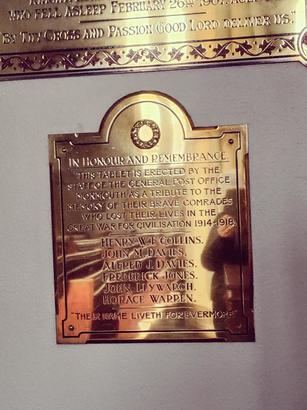 WHO FELL ASLEEP FEBRUARY 26TH
"BY THY CROSS AND PASSION GOOD LORD DELIVER US."
IN HONOUR AND REMEMBRANCE.
THIS TABLET IS ERECTED BY THE
STAFF OF THE GENERAL POST OFFICE
MONMOUTH AS A TRIBUTE TO THE
MEMORY OF THEIR BRAVE COMRADES
WHO LOST THEIR LIVES IN THE
GREAT WAR FOR CIVILISATION 1914-1918.
HENRY W. COLLINS.
JOHN M. DAVIES.
ALFRED J. DAVIES.
FREDERICK JONES.
JOHN
HORACE WARREN.
"THEIR NAME LIVETH FOR EVERMORE"